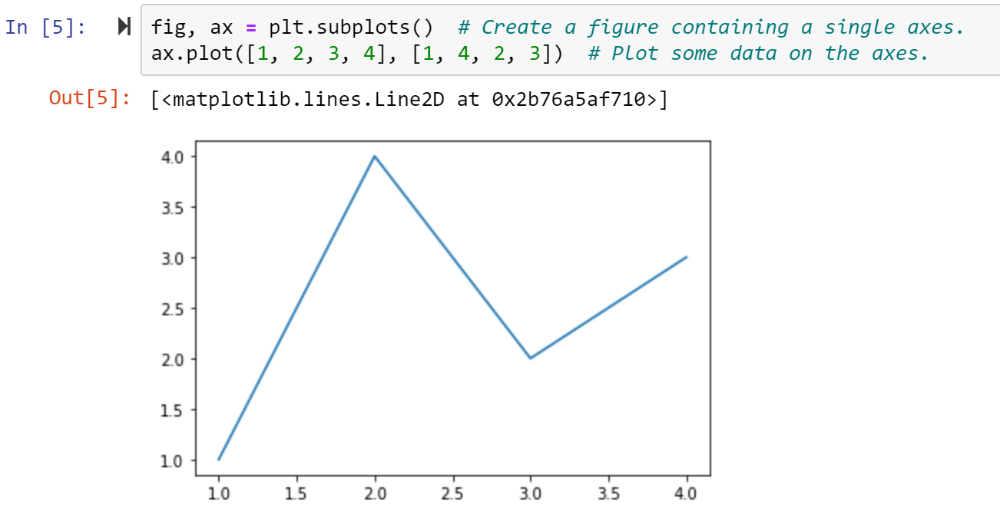 In [5]: fig, ax = plt.subplots()  # Create a figure containing a single axes.
ax.plot([1, 2, 3, 4], [1, 4, 2, 3])  # Plot some data on the axes.
Out[5]: [<matplotlib.lines.Line2D at 0x2b76a5af710>]
4.0
3.5
3.0
2.5
2.0
1.5
1.0
1.0 1.5 2.0 2.5 3.0 3.5 4.0